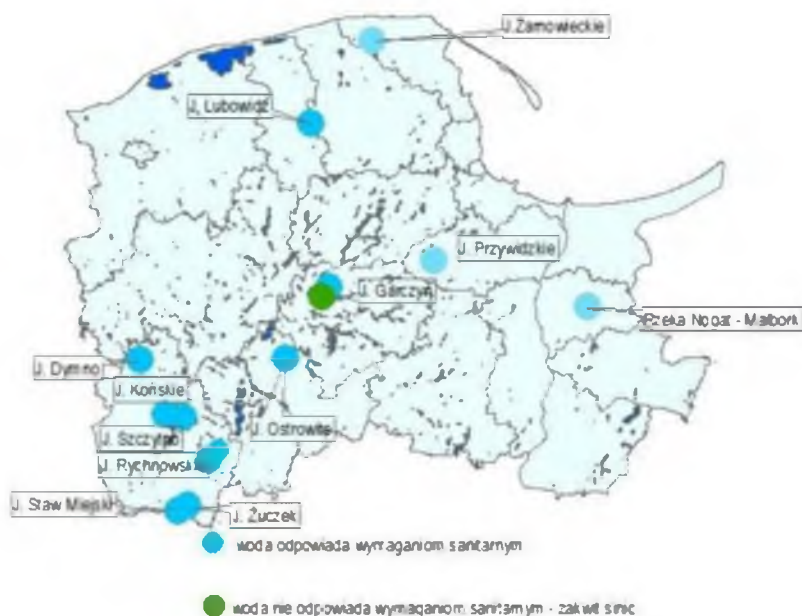 J. Żarnowieckie
J. Lubowidz
J. Przywidzkie
J. Garczyn
Rzeka Nogat - Malbork
J. Dymno
J. Końskie
J. Ostrowite
J. Szczytno
J. Rychnowskie
J. Staw Miejski
J. Żuczek
woda odpowiada wymaganiom sanitarnym
woda nie odpowiada wymaganiom sanitarnym - zakwit sinic